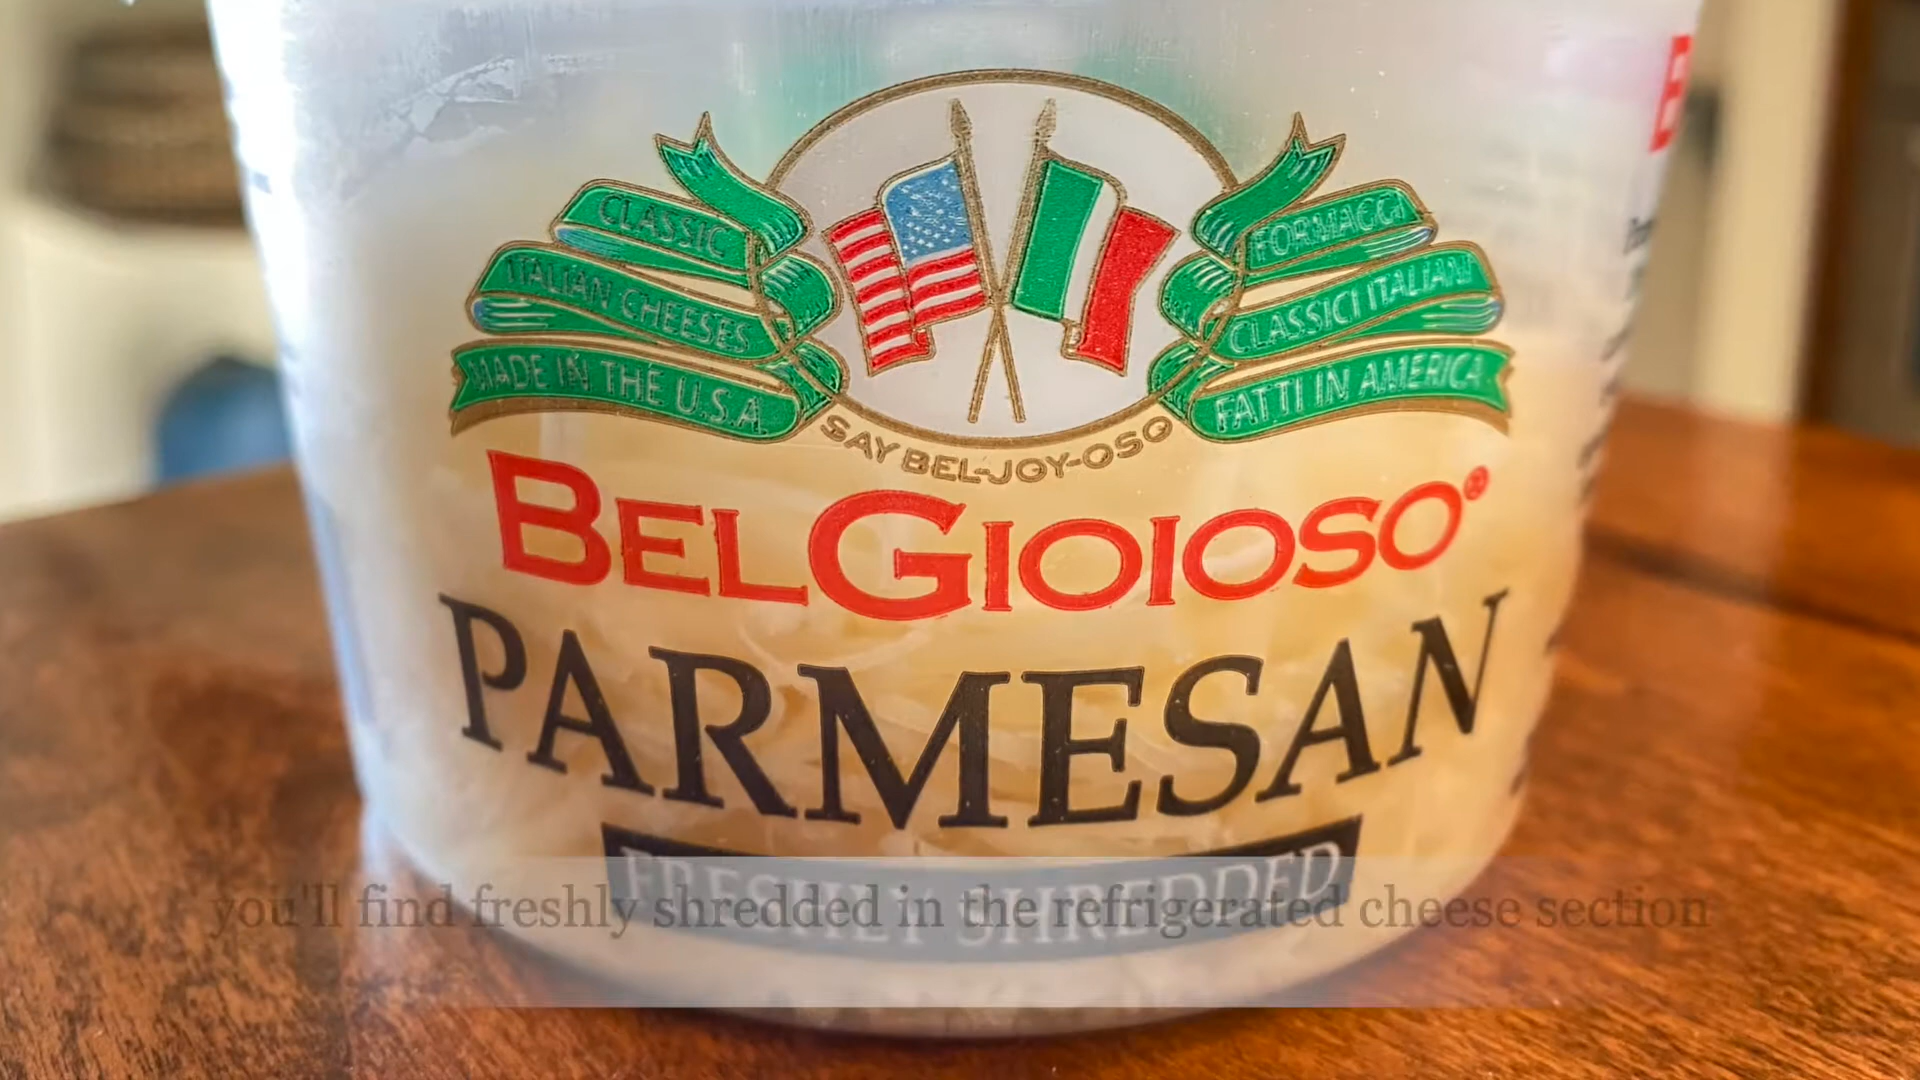 CLASSIC
ITALIAN CHEESES
MADE IN THE U.S.A.
FORMAGGI
CLASSICI ITALIANI
FATTI IN AMERICA
SAY BEL-JOY-OSO
BELGIOIOSO®
PARMESAN
FRESHLY SHREDDED
you'll find freshly shredded in the refrigerated cheese section